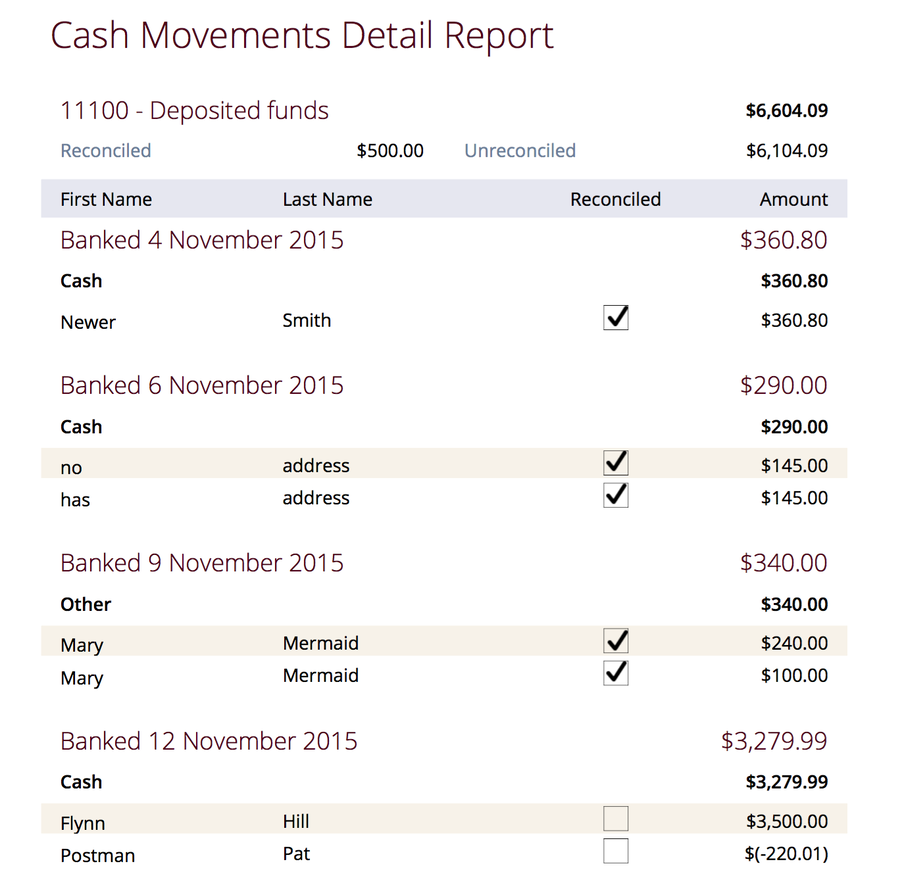 Cash Movements Detail Report
11100 - Deposited funds $6,604.09
Reconciled $500.00 Unreconciled $6,104.09
First Name Last Name Reconciled Amount
Banked 4 November 2015 $360.80
Cash $360.80
Newer Smith $360.80
Banked 6 November 2015 $290.00
Cash $290.00
no address $145.00
has address $145.00
Banked 9 November 2015 $340.00
Other $340.00
Mary Mermaid $240.00
Mary Mermaid $100.00
Banked 12 November 2015 $3,279.99
Cash $3,279.99
Flynn Hill $3,500.00
Postman Pat $(-220.01)